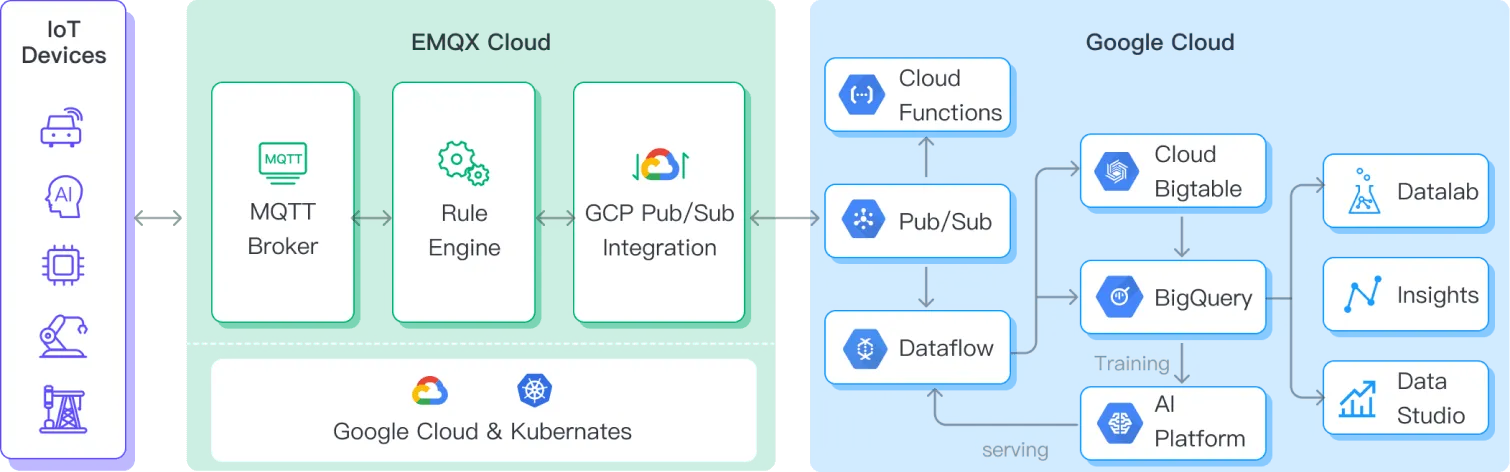 IoT
Devices
AI
EMQX Cloud
MQTT
MQTT
Broker
Rule
Engine
GCP Pub/Sub
Integration
Google Cloud & Kubernates
Google Cloud
Cloud
Functions
Pub/Sub
Dataflow
Cloud
Bigtable
BigQuery
Training
AI
Platform
serving
Datalab
Insights
Data
Studio